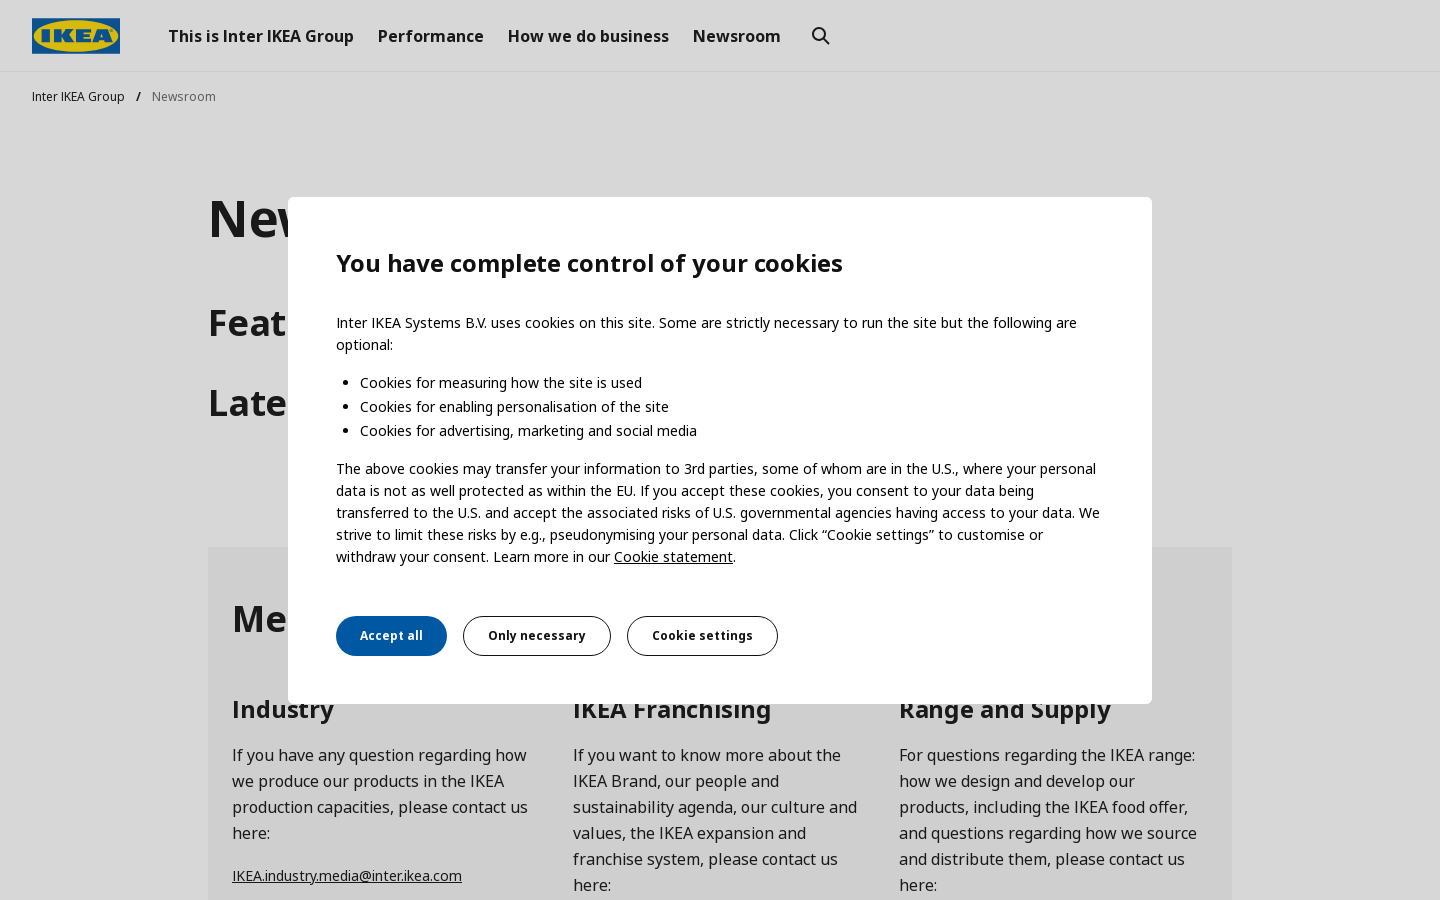 IKEA
This is Inter IKEA Group
Performance
How we do business
Newsroom
Inter IKEA Group / Newsroom
You have complete control of your cookies
Inter IKEA Systems B.V. uses cookies on this site. Some are strictly necessary to run the site but the following are
optional:
Cookies for measuring how the site is used
Cookies for enabling personalisation of the site
Cookies for advertising, marketing and social media
The above cookies may transfer your information to 3rd parties, some of whom are in the U.S., where your personal
data is not as well protected as within the EU. If you accept these cookies, you consent to your data being
transferred to the U.S. and accept the associated risks of U.S. governmental agencies having access to your data. We
strive to limit these risks by e.g., pseudonymising your personal data. Click “Cookie settings” to customise or
withdraw your consent. Learn more in our Cookie statement.
Accept all
Only necessary
Cookie settings
Industry
If you have any question regarding how
we produce our products in the IKEA
production capacities, please contact us
here:
IKEA.industry.media@inter.ikea.com
IKEA Franchising
If you want to know more about the
IKEA Brand, our people and
sustainability agenda, our culture and
values, the IKEA expansion and
franchise system, please contact us
here:
Range and Supply
For questions regarding the IKEA range:
how we design and develop our
products, including the IKEA food offer,
and questions regarding how we source
and distribute them, please contact us
here: